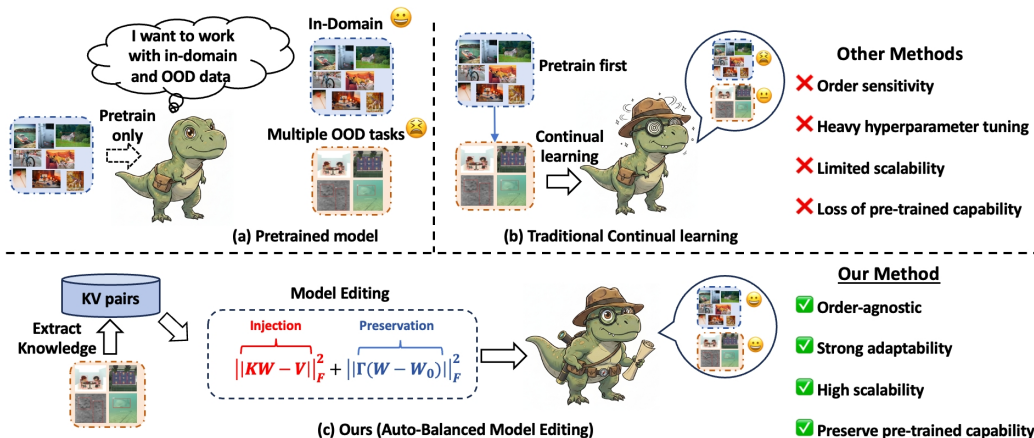 I want to work
with in-domain
and OOD data
Pretrain
only
In-Domain
Multiple OOD tasks
(a) Pretrained model
Pretrain first
Continual
learning
(b) Traditional Continual learning
Other Methods
Order sensitivity
Heavy hyperparameter tuning
Limited scalability
Loss of pre-trained capability
KV pairs
Extract
Knowledge
Model Editing
Injection
Preservation
||KW − V||²_F + ||Γ(W − W₀)||²_F
(c) Ours (Auto-Balanced Model Editing)
Our Method
Order-agnostic
Strong adaptability
High scalability
Preserve pre-trained capability